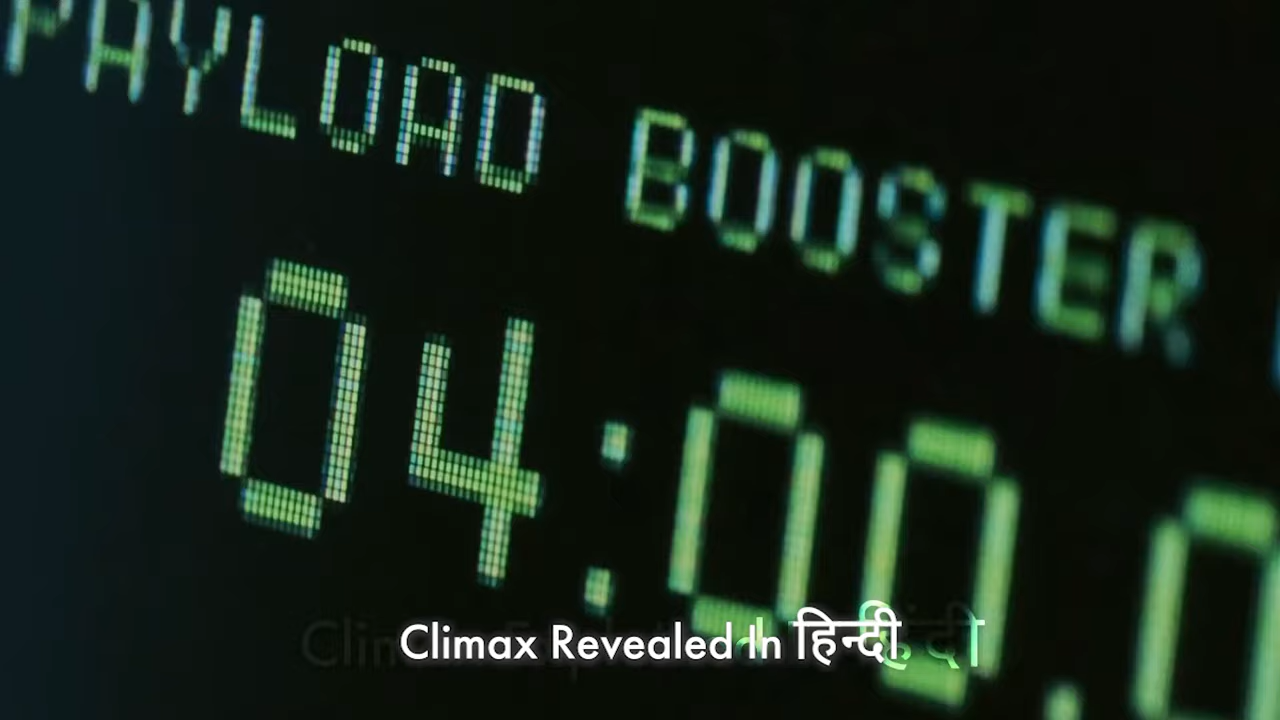 PAYLOAD BOOSTER
04:00.0
Climax Revealed In हिन्दी